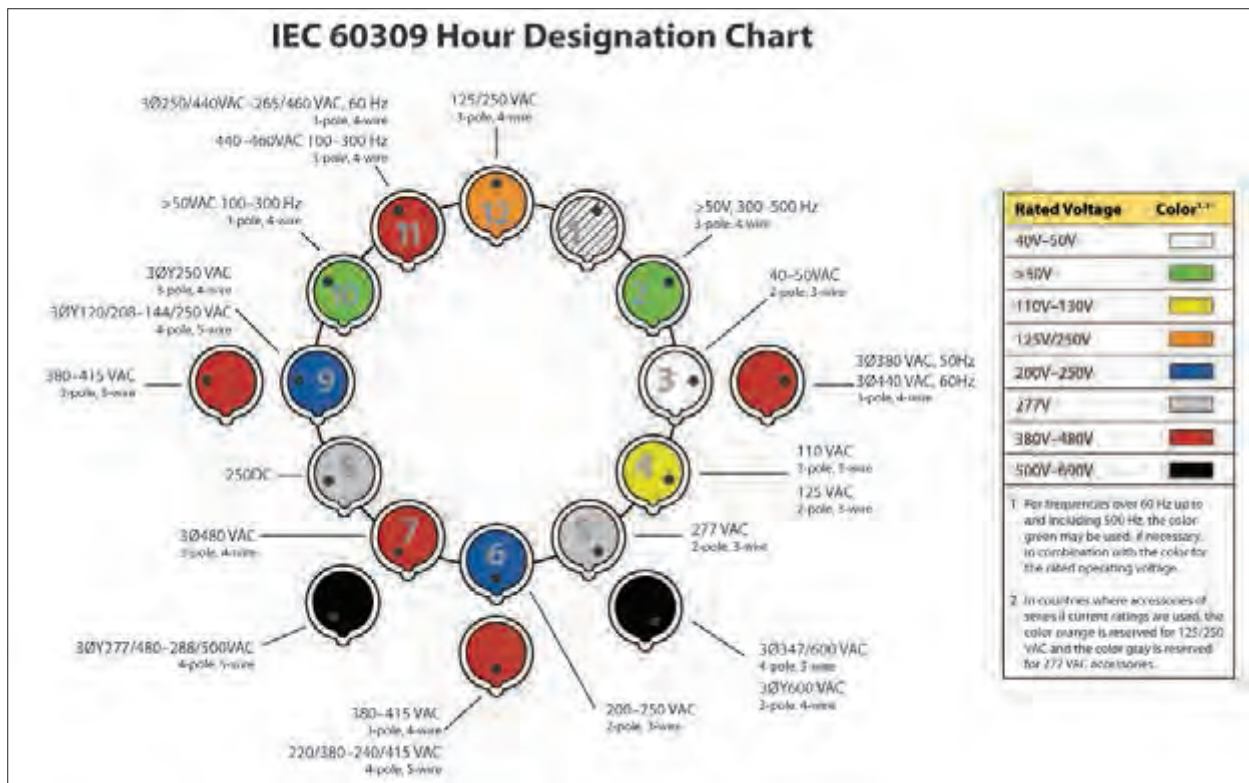 IEC 60309 Hour Designation Chart
3Ø250/440VAC–265/460 VAC, 60 Hz
3-pole, 4-wire
440–460VAC 100–300 Hz
3-pole, 4-wire
>50VAC 100–300 Hz
3-pole, 4-wire
3ØY250 VAC
3-pole, 4-wire
3ØY120/208–144/250 VAC
4-pole, 5-wire
380–415 VAC
2-pole, 3-wire
250DC
3Ø480 VAC
3-pole, 4-wire
3ØY277/480–288/500VAC
4-pole, 5-wire
380–415 VAC
3-pole, 4-wire
220/380–240/415 VAC
4-pole, 5-wire
125/250 VAC
3-pole, 4-wire
>50V, 300–500 Hz
3-pole, 4-wire
40–50VAC
2-pole, 3-wire
3Ø380 VAC, 50Hz
3Ø440 VAC, 60Hz
3-pole, 4-wire
110 VAC
125 VAC
2-pole, 3-wire
277 VAC
2-pole, 3-wire
3Ø347/600 VAC
4-pole, 5-wire
3ØY600 VAC
3-pole, 4-wire
200–250 VAC
2-pole, 3-wire
12
1
2
3
4
5
6
7
9
10
11
Rated Voltage Color
40V–50V
>50V
110V–130V
125V/250V
200V–250V
277V
380V–480V
500V–600V
1 For frequencies over 60 Hz up to
and including 500 Hz, the color
green may be used, if necessary,
in combination with the color for
the rated operating voltage.
2 In countries where accessories of
series II current ratings are used, the
color orange is reserved for 125/250
VAC and the color gray is reserved
for 277 VAC accessories.